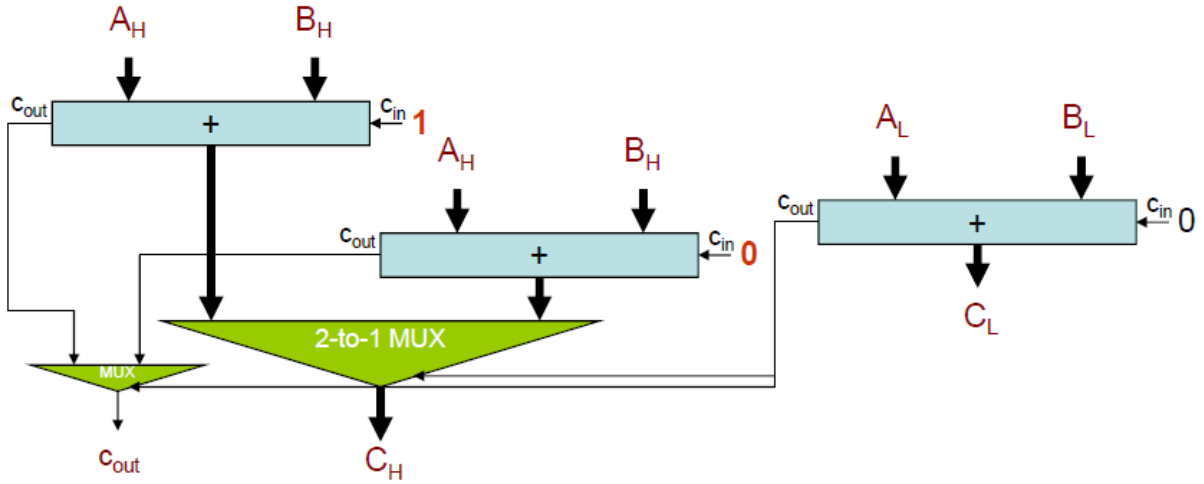 A_H B_H
c_out + c_in 1
A_H B_H
c_out + c_in 0
A_L B_L
c_out + c_in 0
C_L
2-to-1 MUX
MUX
c_out
C_H